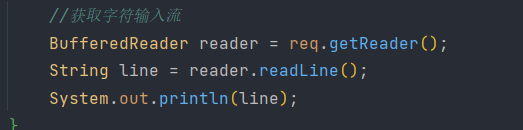 //获取字符输入流
BufferedReader reader = req.getReader();
String line = reader.readLine();
System.out.println(line);
}